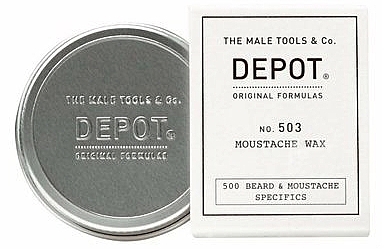 THE MALE TOOLS & Co.
DEPOT®
ORIGINAL FORMULAS
THE MALE TOOLS & Co.
DEPOT®
ORIGINAL FORMULAS
NO. 503
MOUSTACHE WAX
500 BEARD & MOUSTACHE
SPECIFICS